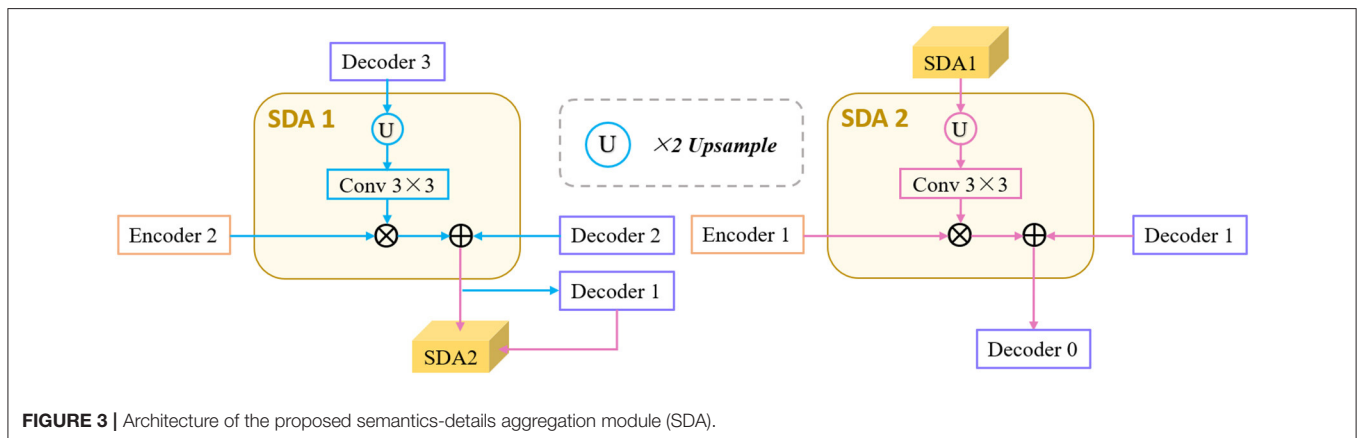 Decoder 3
SDA 1
U
Conv 3×3
Encoder 2
Decoder 2
Decoder 1
SDA2
U ×2 Upsample
SDA1
SDA 2
U
Conv 3×3
Encoder 1
Decoder 1
Decoder 0
FIGURE 3 | Architecture of the proposed semantics-details aggregation module (SDA).